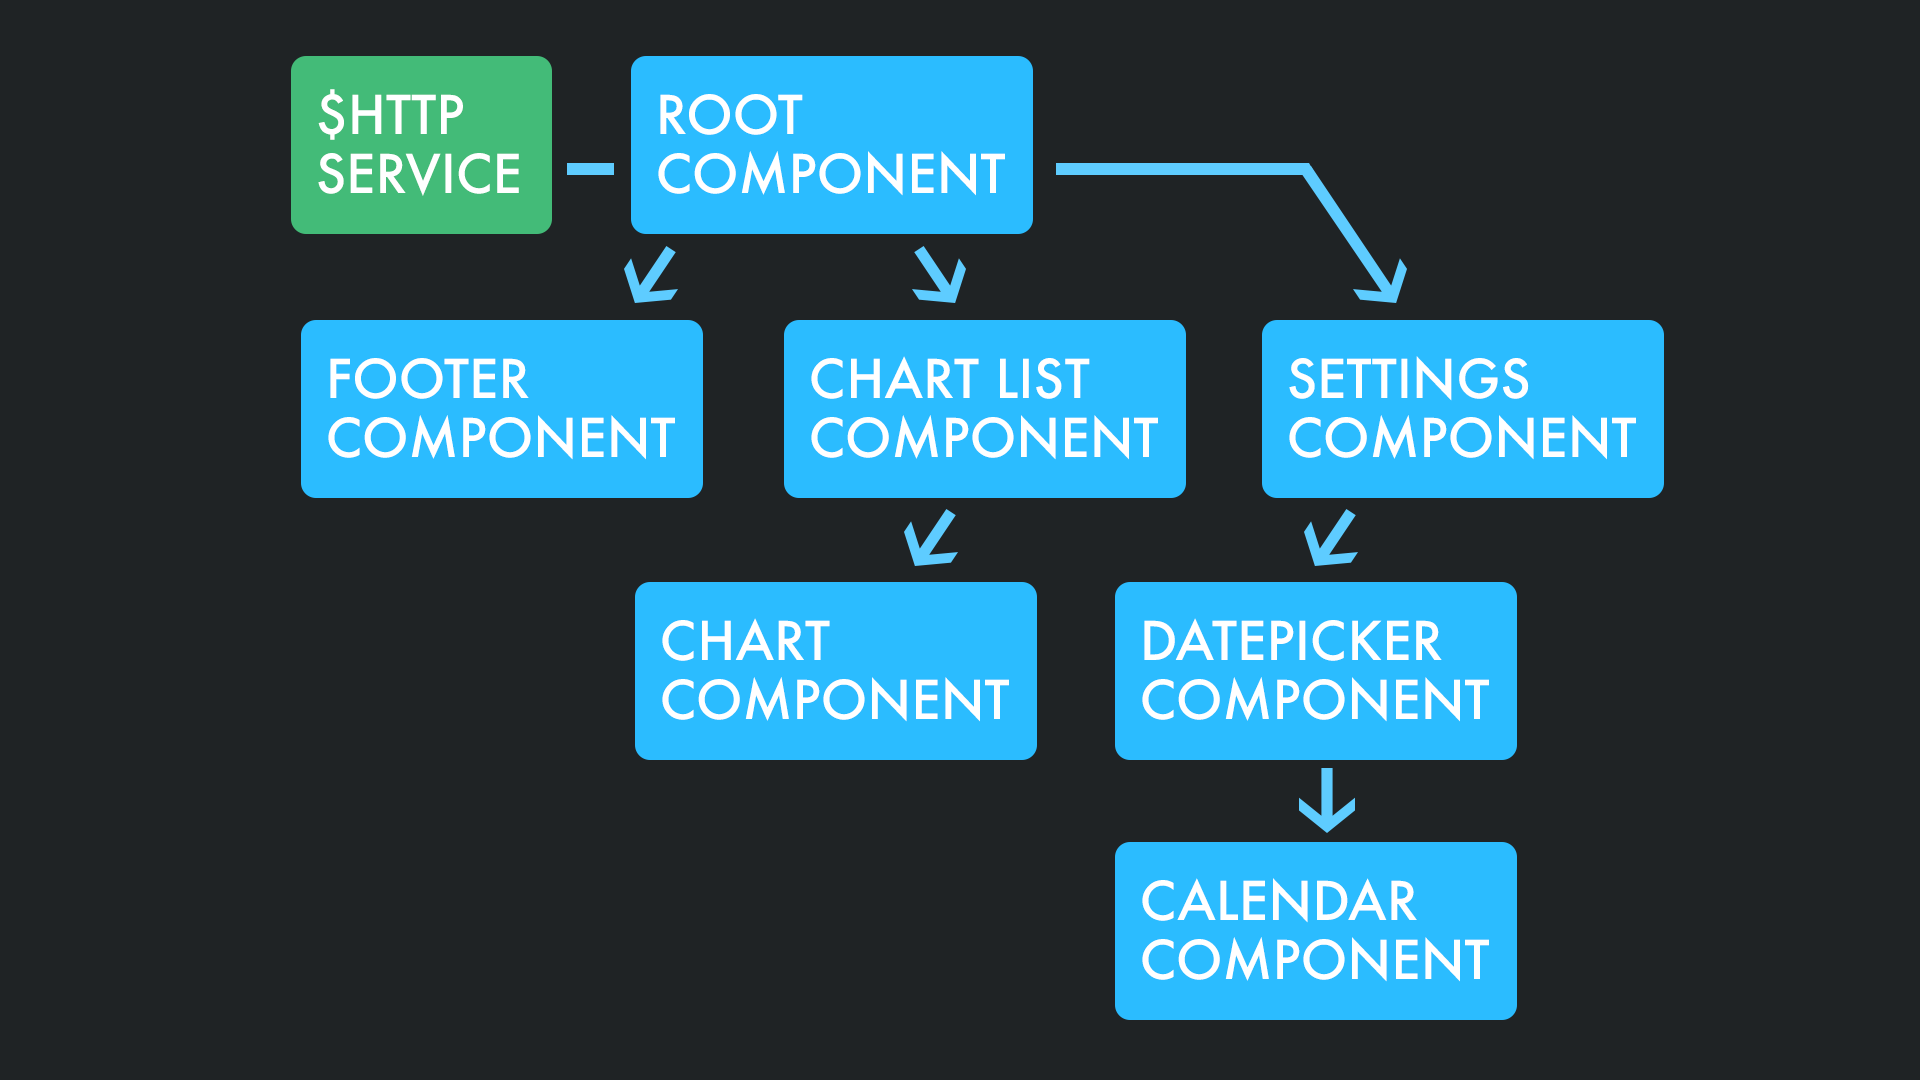 $HTTP
SERVICE
ROOT
COMPONENT
FOOTER
COMPONENT
CHART LIST
COMPONENT
SETTINGS
COMPONENT
CHART
COMPONENT
DATEPICKER
COMPONENT
CALENDAR
COMPONENT